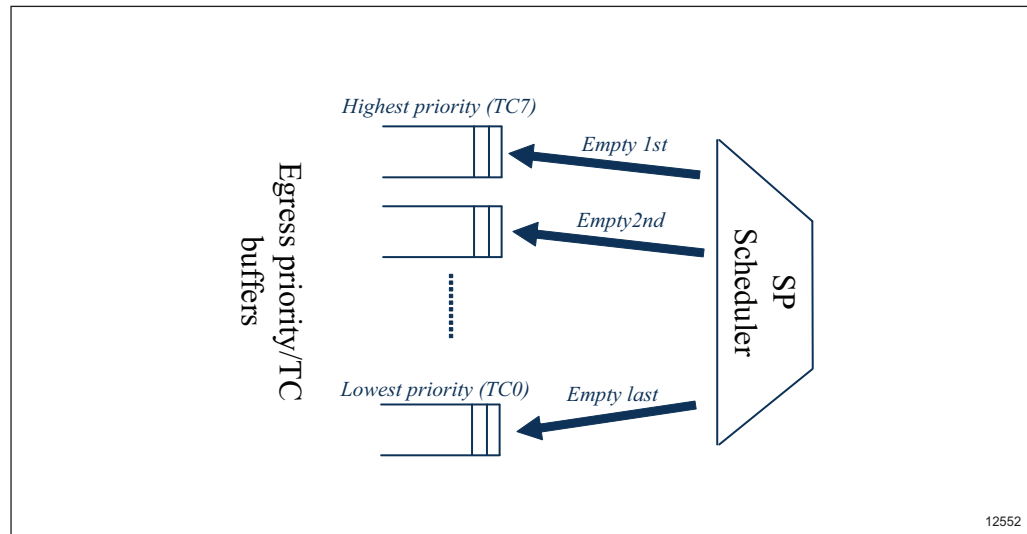 Highest priority (TC7)
Empty 1st
Empty2nd
Egress priority/TC
buffers
SP
Scheduler
Lowest priority (TC0)
Empty last
12552